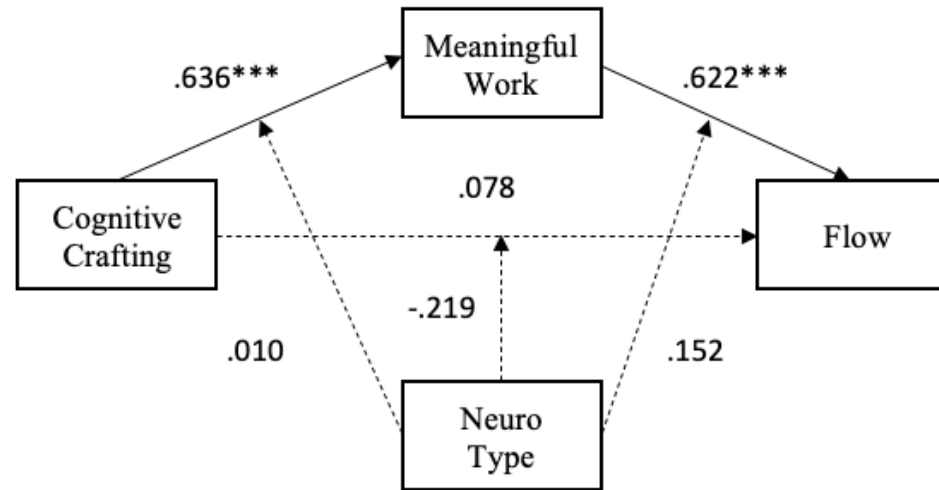 Meaningful
Work
.636***
.622***
.078
Cognitive
Crafting
Flow
-.219
.010
.152
Neuro
Type